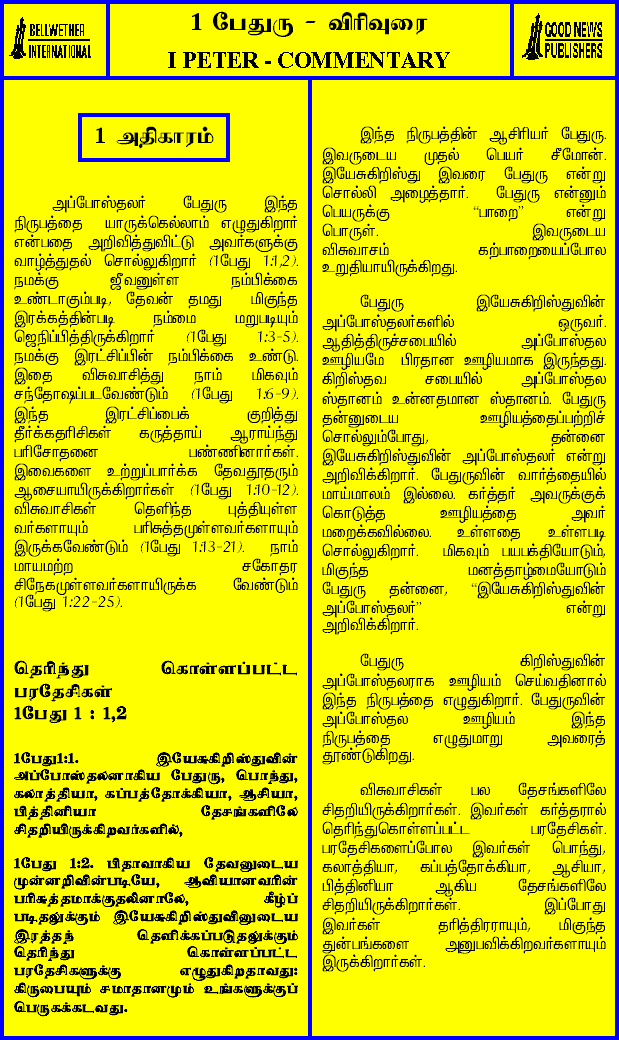 BELLWETHER
INTERNATIONAL
1 பேதுரு - விரிவுரை
I PETER - COMMENTARY
GOOD NEWS
PUBLISHERS
1 அதிகாரம்
அப்போஸ்தலர் பேதுரு இந்த
நிருபத்தை யாருக்கெல்லாம் எழுதுகிறார்
என்பதை அறிவித்துவிட்டு அவர்களுக்கு
வாழ்த்துதல் சொல்லுகிறார் (1பேது 1:1,2).
நமக்கு ஜீவனுள்ள நம்பிக்கை
உண்டாகும்படி, தேவன் தமது மிகுந்த
இரக்கத்தின்படி நம்மை மறுபடியும்
ஜெநிப்பித்திருக்கிறார் (1பேது 1:3-5).
நமக்கு இரட்சிப்பின் நம்பிக்கை உண்டு.
இதை விசுவாசித்து நாம் மிகவும்
சந்தோஷப்படவேண்டும் (1பேது 1:6-9).
இந்த இரட்சிப்பைக் குறித்து
தீர்க்கதரிசிகள் கருத்தாய் ஆராய்ந்து
பரிசோதனை பண்ணினார்கள்.
இவைகளை உற்றுப்பார்க்க தேவதூதரும்
ஆசையாயிருக்கிறார்கள் (1பேது 1:10-12).
விசுவாசிகள் தெளிந்த புத்தியுள்ள
வர்களாயும் பரிசுத்தமுள்ளவர்களாயும்
இருக்கவேண்டும் (1பேது 1:13-21). நாம்
மாயமற்ற சகோதர
சிநேகமுள்ளவர்களாயிருக்க வேண்டும்
(1பேது 1:22-25).
தெரிந்து கொள்ளப்பட்ட
பரதேசிகள்
1பேது 1 : 1,2
1பேது1:1. இயேசுகிறிஸ்துவின்
அப்போஸ்தலனாகிய பேதுரு, பொந்து,
கலாத்தியா, கப்பத்தோக்கியா, ஆசியா,
பித்தினியா தேசங்களிலே
சிதறியிருக்கிறவர்களில்,
1பேது 1:2. பிதாவாகிய தேவனுடைய
முன்னறிவின்படியே, ஆவியானவரின்
பரிசுத்தமாக்குதலினாலே, கீழ்ப்
படிதலுக்கும் இயேசுகிறிஸ்துவினுடைய
இரத்தந் தெளிக்கப்படுதலுக்கும்
தெரிந்து கொள்ளப்பட்ட
பரதேசிகளுக்கு எழுதுகிறதாவது:
கிருபையும் சமாதானமும் உங்களுக்குப்
பெருகக்கடவது.
இந்த நிருபத்தின் ஆசிரியர் பேதுரு.
இவருடைய முதல் பெயர் சீமோன்.
இயேசுகிறிஸ்து இவரை பேதுரு என்று
சொல்லி அழைத்தார். பேதுரு என்னும்
பெயருக்கு “பாறை” என்று
பொருள். இவருடைய
விசுவாசம் கற்பாறையைப்போல
உறுதியாயிருக்கிறது.
பேதுரு இயேசுகிறிஸ்துவின்
அப்போஸ்தலர்களில் ஒருவர்.
ஆதித்திருச்சபையில் அப்போஸ்தல
ஊழியமே பிரதான ஊழியமாக இருந்தது.
கிறிஸ்தவ சபையில் அப்போஸ்தல
ஸ்தானம் உன்னதமான ஸ்தானம். பேதுரு
தன்னுடைய ஊழியத்தைப்பற்றிச்
சொல்லும்போது, தன்னை
இயேசுகிறிஸ்துவின் அப்போஸ்தலர் என்று
அறிவிக்கிறார். பேதுருவின் வார்த்தையில்
மாய்மாலம் இல்லை. கர்த்தர் அவருக்குக்
கொடுத்த ஊழியத்தை அவர்
மறைக்கவில்லை. உள்ளதை உள்ளபடி
சொல்லுகிறார். மிகவும் பயபக்தியோடும்,
மிகுந்த மனத்தாழ்மையோடும்
பேதுரு தன்னை, “இயேசுகிறிஸ்துவின்
அப்போஸ்தலர்” என்று
அறிவிக்கிறார்.
பேதுரு கிறிஸ்துவின்
அப்போஸ்தலராக ஊழியம் செய்வதினால்
இந்த நிருபத்தை எழுதுகிறார். பேதுருவின்
அப்போஸ்தல ஊழியம் இந்த
நிருபத்தை எழுதுமாறு அவரைத்
தூண்டுகிறது.
விசுவாசிகள் பல தேசங்களிலே
சிதறியிருக்கிறார்கள். இவர்கள் கர்த்தரால்
தெரிந்துகொள்ளப்பட்ட பரதேசிகள்.
பரதேசிகளைப்போல இவர்கள் பொந்து,
கலாத்தியா, கப்பத்தோக்கியா, ஆசியா,
பித்தினியா ஆகிய தேசங்களிலே
சிதறியிருக்கிறார்கள். இப்போது
இவர்கள் தரித்திரராயும், மிகுந்த
துன்பங்களை அனுபவிக்கிறவர்களாயும்
இருக்கிறார்கள்.